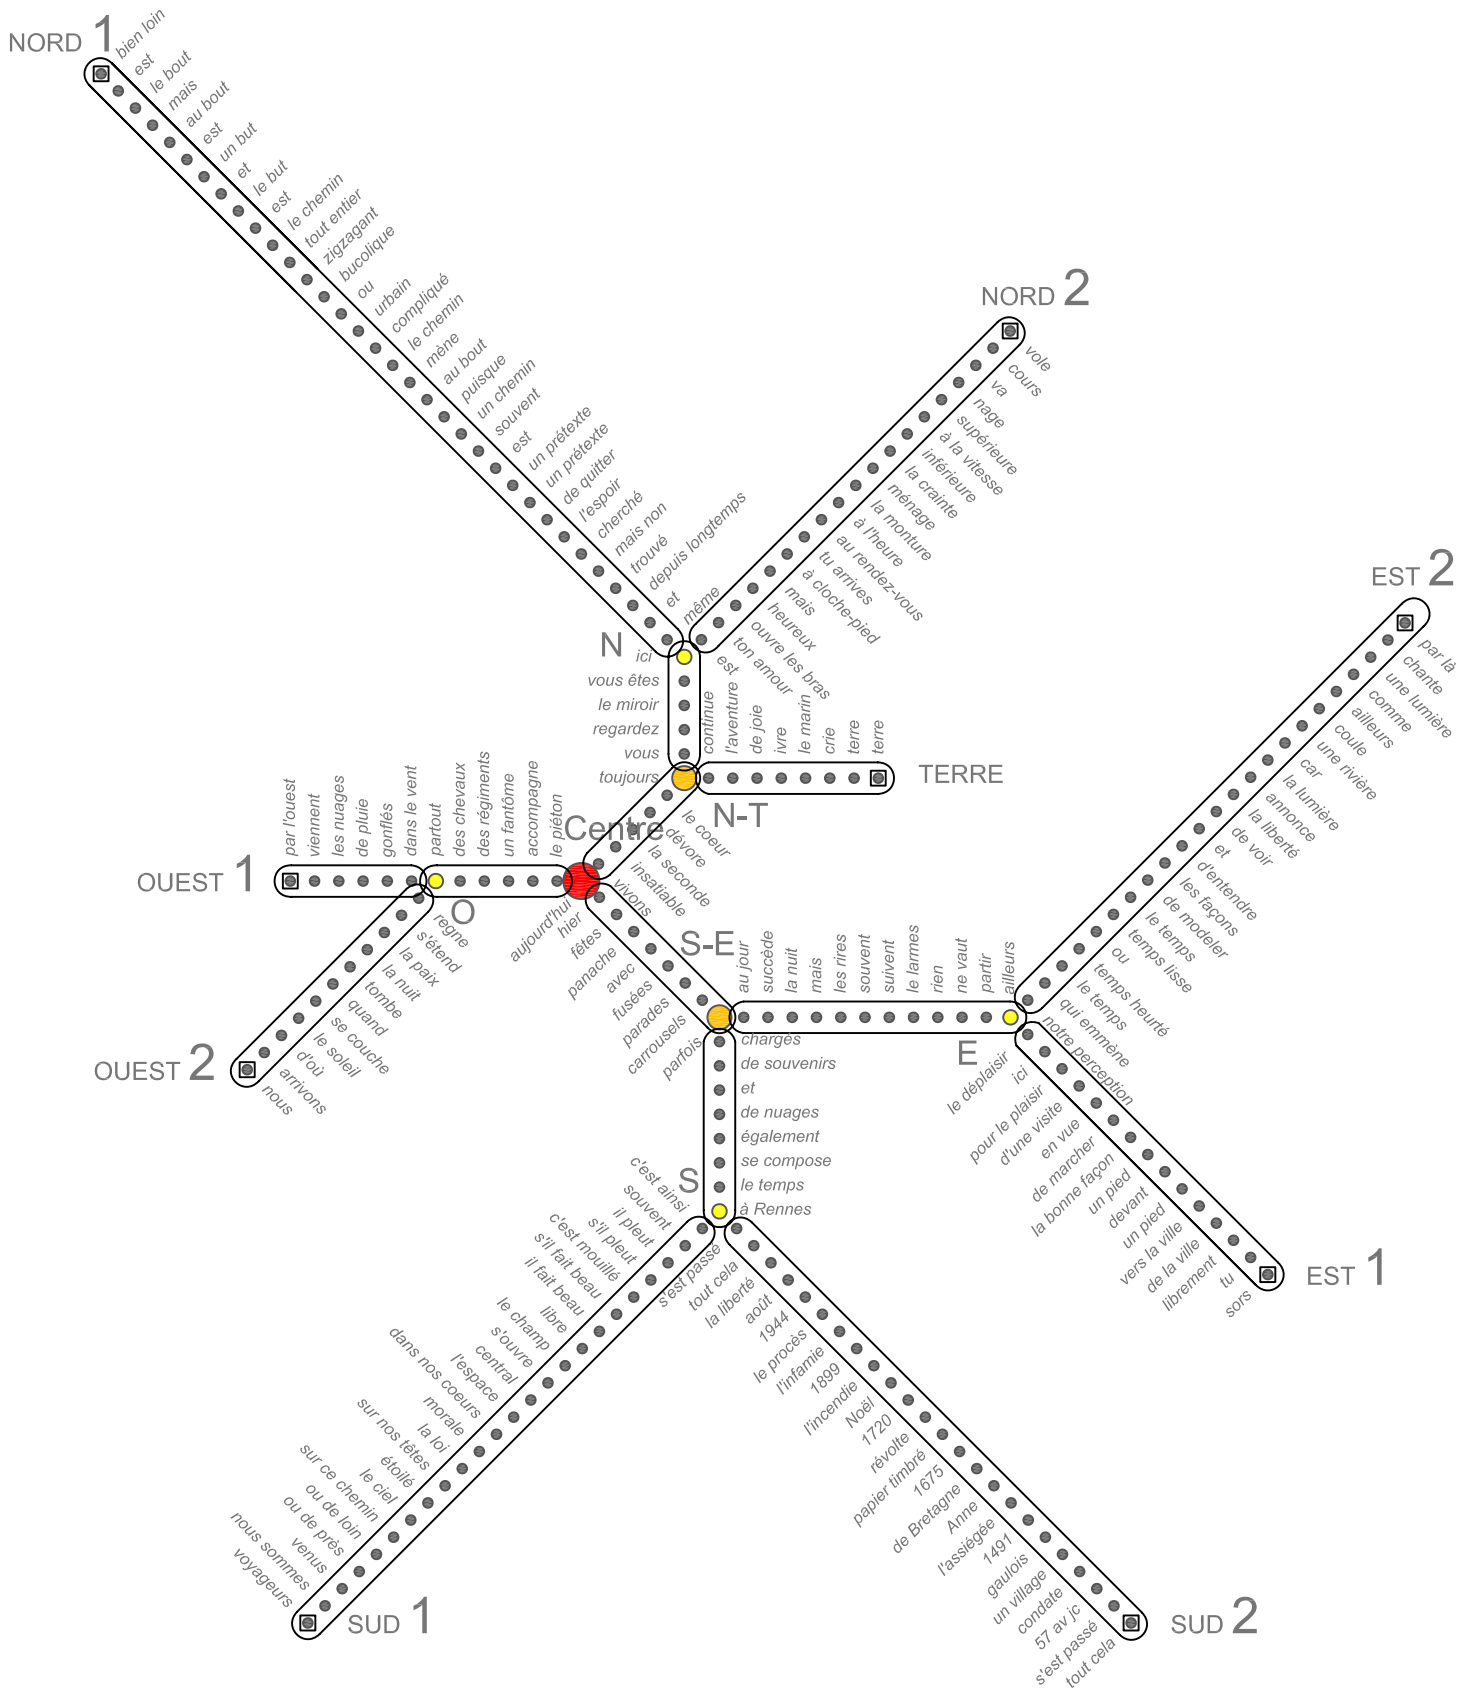 NORD 1
bien loin
est
le bout
mais
au bout
est
un but
et
le but
est
le chemin
tout entier
zigzagant
bucolique
ou
urbain
compliqué
le chemin
mène
au bout
puisque
un chemin
souvent
est
un prétexte
un prétexte
de quitter
l'espoir
cherché
mais non
trouvé
depuis longtemps
et
même
NORD 2
vole
cours
va
nage
supérieure
à la vitesse
inférieure
la crainte
ménage
la monture
à l'heure
au rendez-vous
tu arrives
à cloche-pied
mais
heureux
ouvre les bras
ton amour
est
N
ici
vous êtes
le miroir
regardez
vous
toujours
continue
l'aventure
de joie
ivre
le marin
crie
terre
terre
TERRE
N-T
Centre
le coeur
dévore
la seconde
insatiable
vivons
OUEST 1
par l'ouest
viennent
les nuages
de pluie
gonflés
dans le vent
partout
des chevaux
des régiments
un fantôme
accompagne
le piéton
O
OUEST 2
regne
s'étend
la paix
la nuit
tombe
quand
se couche
le soleil
d'où
arrivons
nous
aujourd'hui
hier
fêtes
panache
avec
fusées
parades
carrousels
parfois
S-E
au jour
succède
la nuit
mais
les rires
souvent
suivent
le larmes
rien
ne vaut
partir
ailleurs
E
EST 2
par là
chante
une lumière
comme
ailleurs
coule
une rivière
car
la lumière
annonce
la liberté
de voir
et
d'entendre
les façons
de modeler
le temps
temps lisse
ou
temps heurté
le temps
qui emmène
notre perception
le déplaisir
ici
pour le plaisir
d'une visite
en vue
de marcher
la bonne façon
un pied
devant
un pied
vers la ville
de la ville
librement
tu
sors
EST 1
chargés
de souvenirs
et
de nuages
également
se compose
le temps
à Rennes
S
c'est ainsi
souvent
il pleut
s'il pleut
c'est mouillé
s'il fait beau
il fait beau
libre
le champ
s'ouvre
central
l'espace
dans nos coeurs
morale
la loi
sur nos têtes
étoilé
le ciel
sur ce chemin
ou de loin
ou de près
venus
nous sommes
voyageurs
SUD 1
s'est passé
tout cela
la liberté
août
1944
le procès
l'infamie
1899
l'incendie
Noël
1720
révolte
papier timbré
1675
de Bretagne
Anne
l'assiégée
1491
gaulois
un village
condate
57 av jc
s'est passé
tout cela
SUD 2